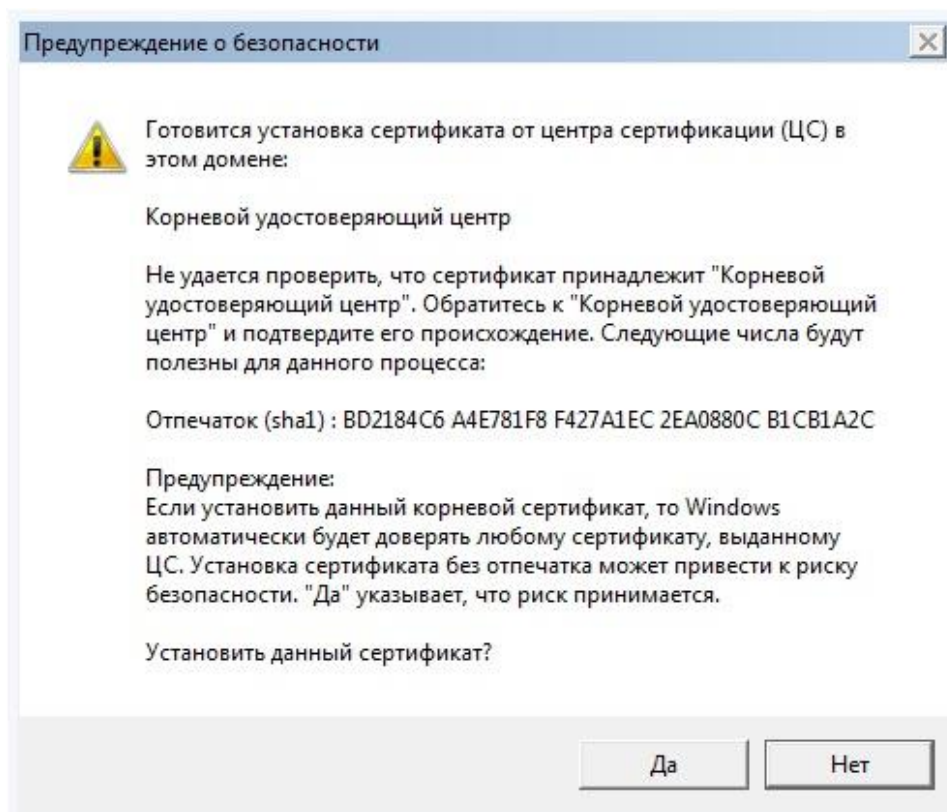 Предупреждение о безопасности
Готовится установка сертификата от центра сертификации (ЦС) в
этом домене:
Корневой удостоверяющий центр
Не удается проверить, что сертификат принадлежит "Корневой
удостоверяющий центр". Обратитесь к "Корневой удостоверяющий
центр" и подтвердите его происхождение. Следующие числа будут
полезны для данного процесса:
Отпечаток (sha1) : BD2184C6 A4E781F8 F427A1EC 2EA0880C B1CB1A2C
Предупреждение:
Если установить данный корневой сертификат, то Windows
автоматически будет доверять любому сертификату, выданному
ЦС. Установка сертификата без отпечатка может привести к риску
безопасности. "Да" указывает, что риск принимается.
Установить данный сертификат?
Да
Нет